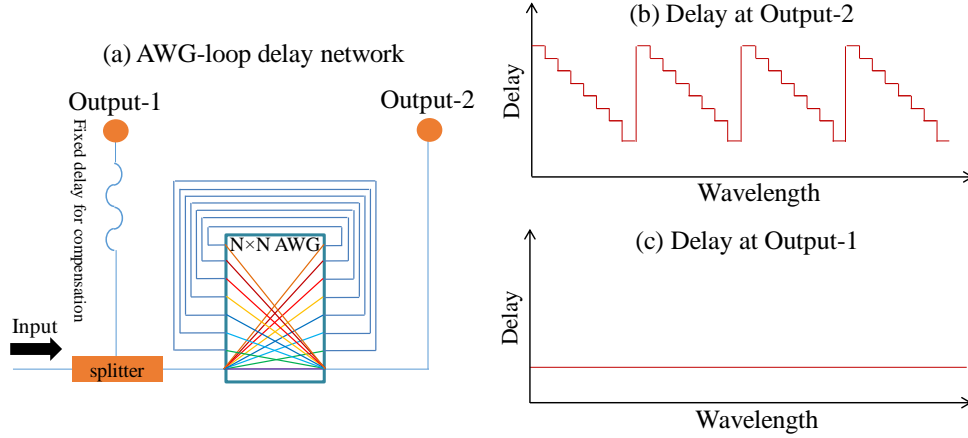 (a) AWG-loop delay network
Output-1
Output-2
Fixed delay for compensation
N×N AWG
Input
splitter
(b) Delay at Output-2
Delay
Wavelength
(c) Delay at Output-1
Delay
Wavelength